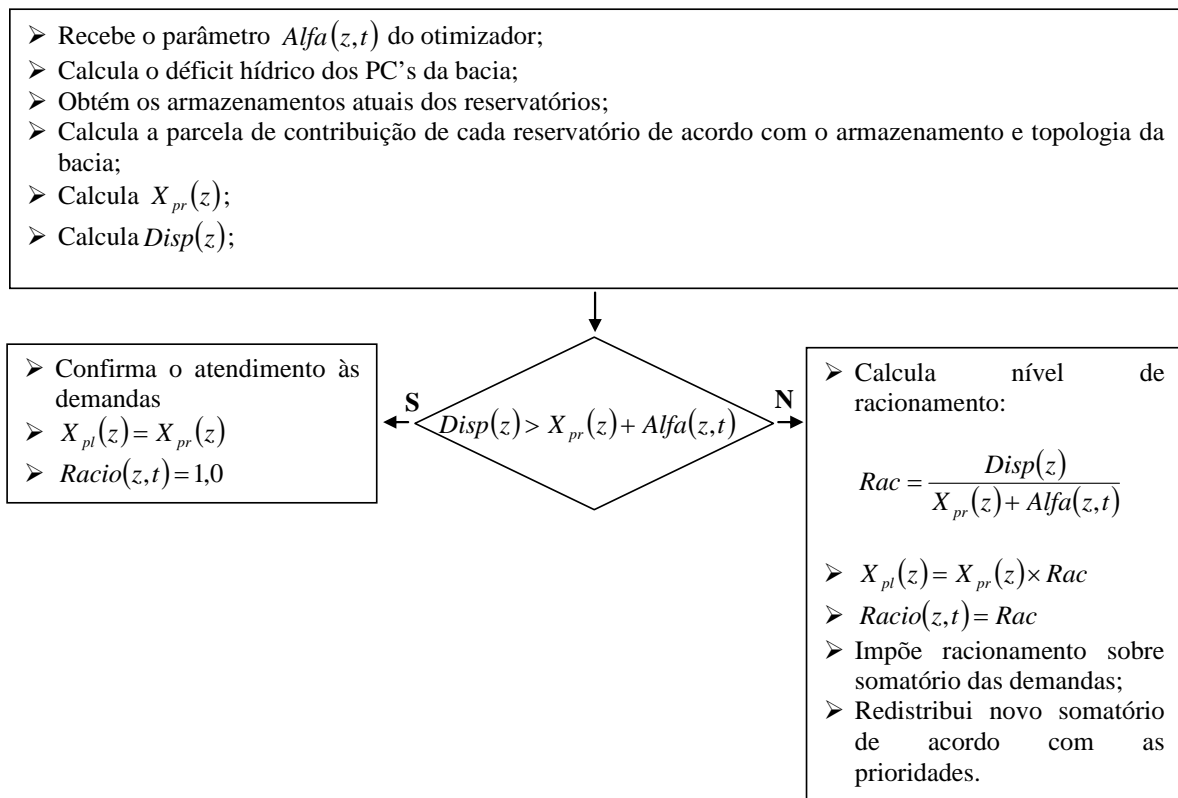 ➢ Recebe o parâmetro Alfa(z,t) do otimizador;
➢ Calcula o déficit hídrico dos PC's da bacia;
➢ Obtém os armazenamentos atuais dos reservatórios;
➢ Calcula a parcela de contribuição de cada reservatório de acordo com o armazenamento e topologia da
bacia;
➢ Calcula X_pr(z);
➢ Calcula Disp(z);
➢ Confirma o atendimento às
demandas
➢ X_pl(z) = X_pr(z)
➢ Racio(z,t) = 1,0
S
Disp(z) > X_pr(z) + Alfa(z,t)
N
➢ Calcula nível de
racionamento:
Rac = Disp(z) / (X_pr(z) + Alfa(z,t))
➢ X_pl(z) = X_pr(z) × Rac
➢ Racio(z,t) = Rac
➢ Impõe racionamento sobre
somatório das demandas;
➢ Redistribui novo somatório
de acordo com as
prioridades.